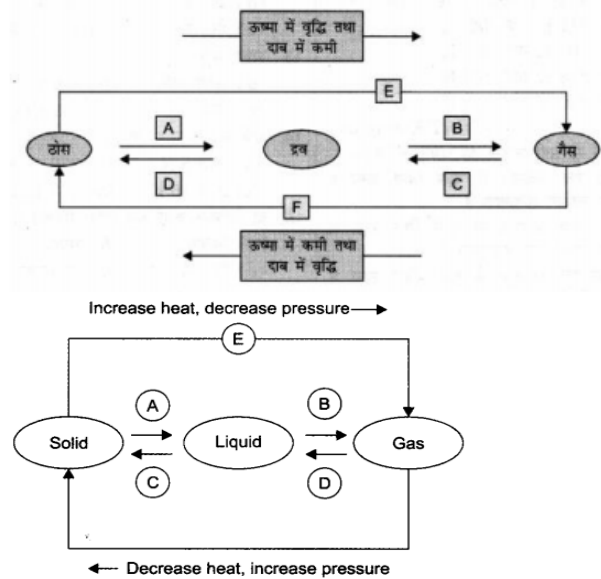 ऊष्मा में वृद्धि तथा
दाब में कमी
E
A
B
ठोस
द्रव
गैस
D
C
F
ऊष्मा में कमी तथा
दाब में वृद्धि
Increase heat, decrease pressure
E
A
B
Solid
Liquid
Gas
C
D
Decrease heat, increase pressure